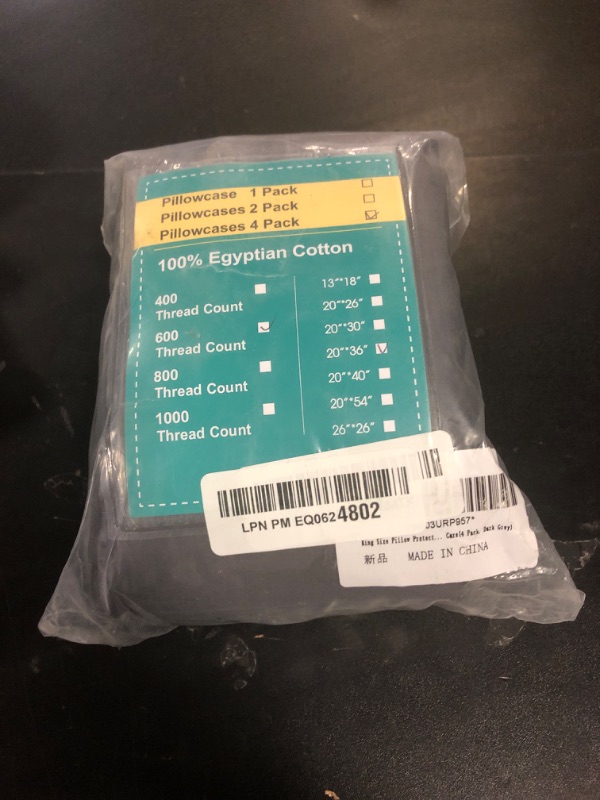 Pillowcase 1 Pack
Pillowcases 2 Pack
Pillowcases 4 Pack
100% Egyptian Cotton
400
Thread Count
600
Thread Count
800
Thread Count
1000
Thread Count
13"*18"
20"*26"
20"*30"
20"*36"
20"*40"
20"*54"
26"*26"
LPN PM EQ0624802
J3URP957*
King Size Pillow Protect... Case(4 Pack Dark Grey)
新品 MADE IN CHINA